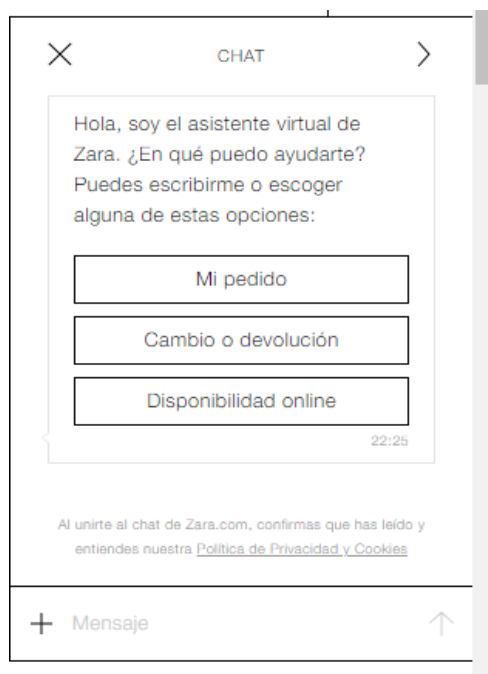 CHAT
Hola, soy el asistente virtual de
Zara. ¿En qué puedo ayudarte?
Puedes escribirme o escoger
alguna de estas opciones:
Mi pedido
Cambio o devolución
Disponibilidad online
22:25
Al unirte al chat de Zara.com, confirmas que has leído y
entiendes nuestra Política de Privacidad y Cookies
Mensaje